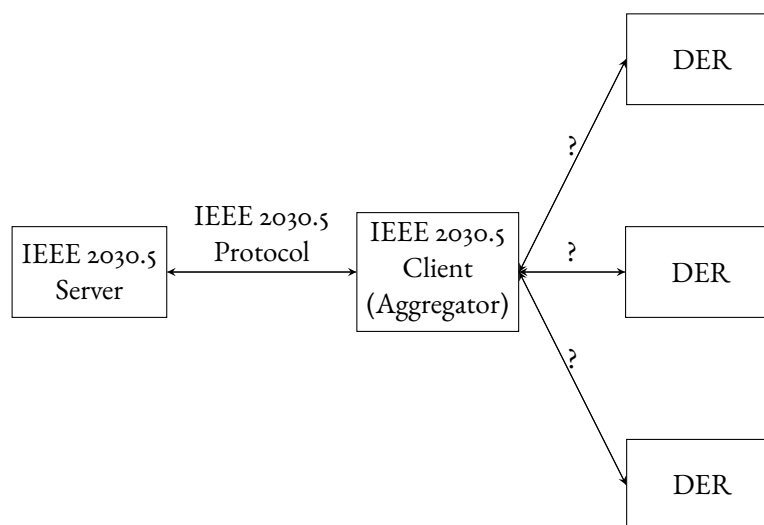 DER
?
IEEE 2030.5
Protocol
IEEE 2030.5
Server
IEEE 2030.5
Client
(Aggregator)
?
DER
?
DER